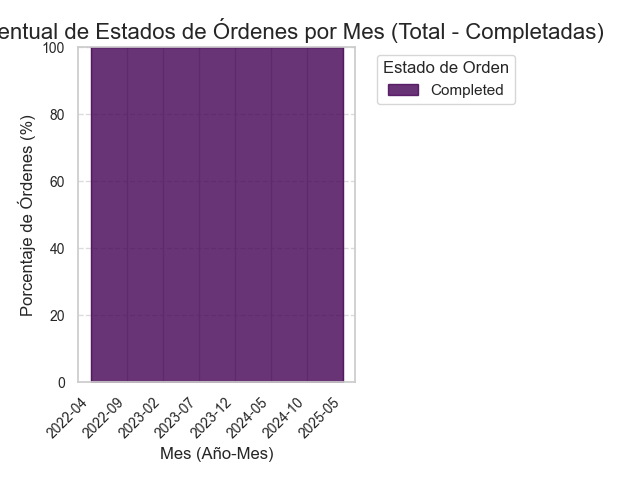 entual de Estados de Órdenes por Mes (Total - Completadas)
Estado de Orden
Completed
Porcentaje de Órdenes (%)
100
80
60
40
20
0
2022-04
2022-09
2023-02
2023-07
2023-12
2024-05
2024-10
2025-05
Mes (Año-Mes)